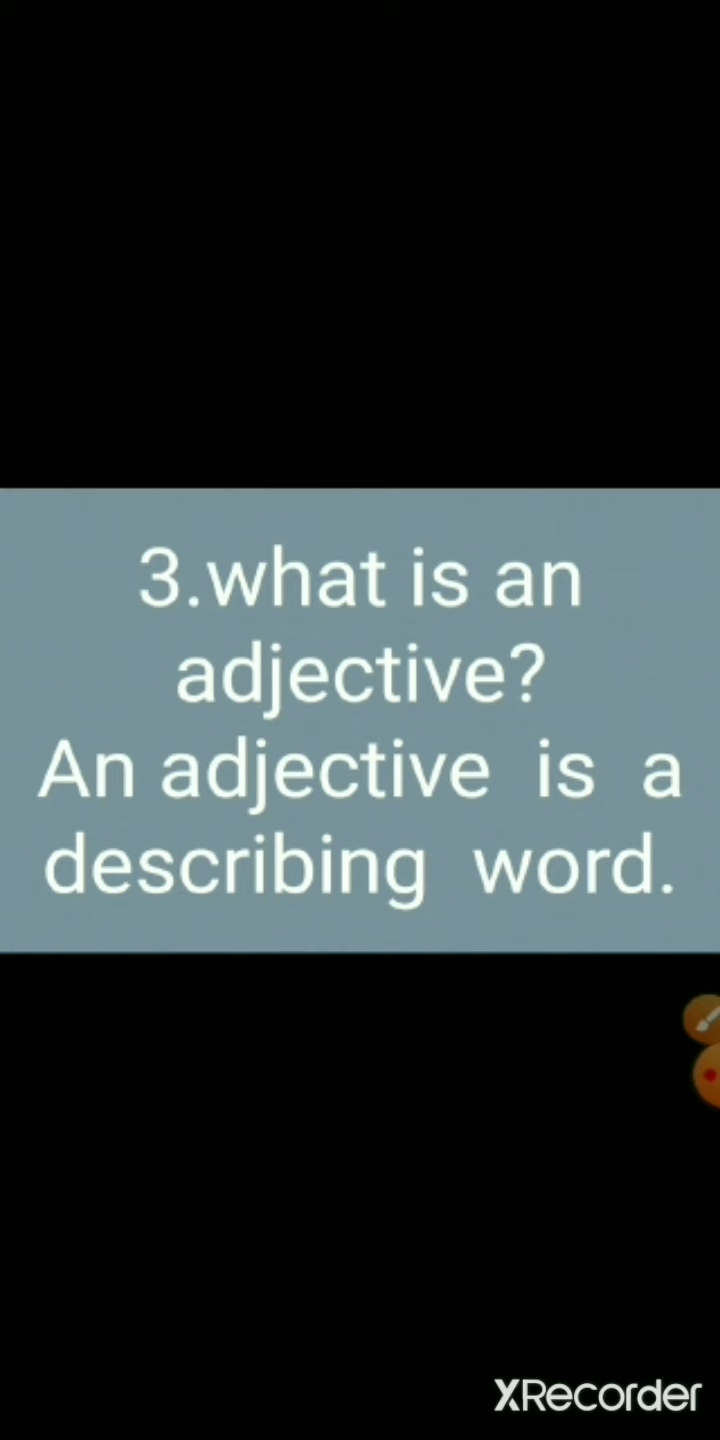 3.what is an
adjective?
An adjective is a
describing word.
XRecorder